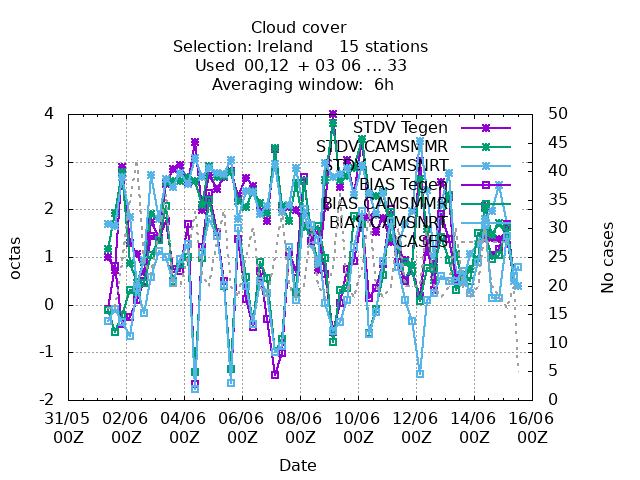 Cloud cover
Selection: Ireland 15 stations
Used 00,12 + 03 06 ... 33
Averaging window: 6h
4
3
2
1
0
-1
-2
octas
50
45
40
35
30
25
20
15
10
5
0
No cases
STDV Tegen
STDV CAMSMMR
STDV CAMSNRT
BIAS Tegen
BIAS CAMSMMR
BIAS CAMSNRT
CASES
31/05 02/06 04/06 06/06 08/06 10/06 12/06 14/06 16/06
00Z 00Z 00Z 00Z 00Z 00Z 00Z 00Z 00Z
Date